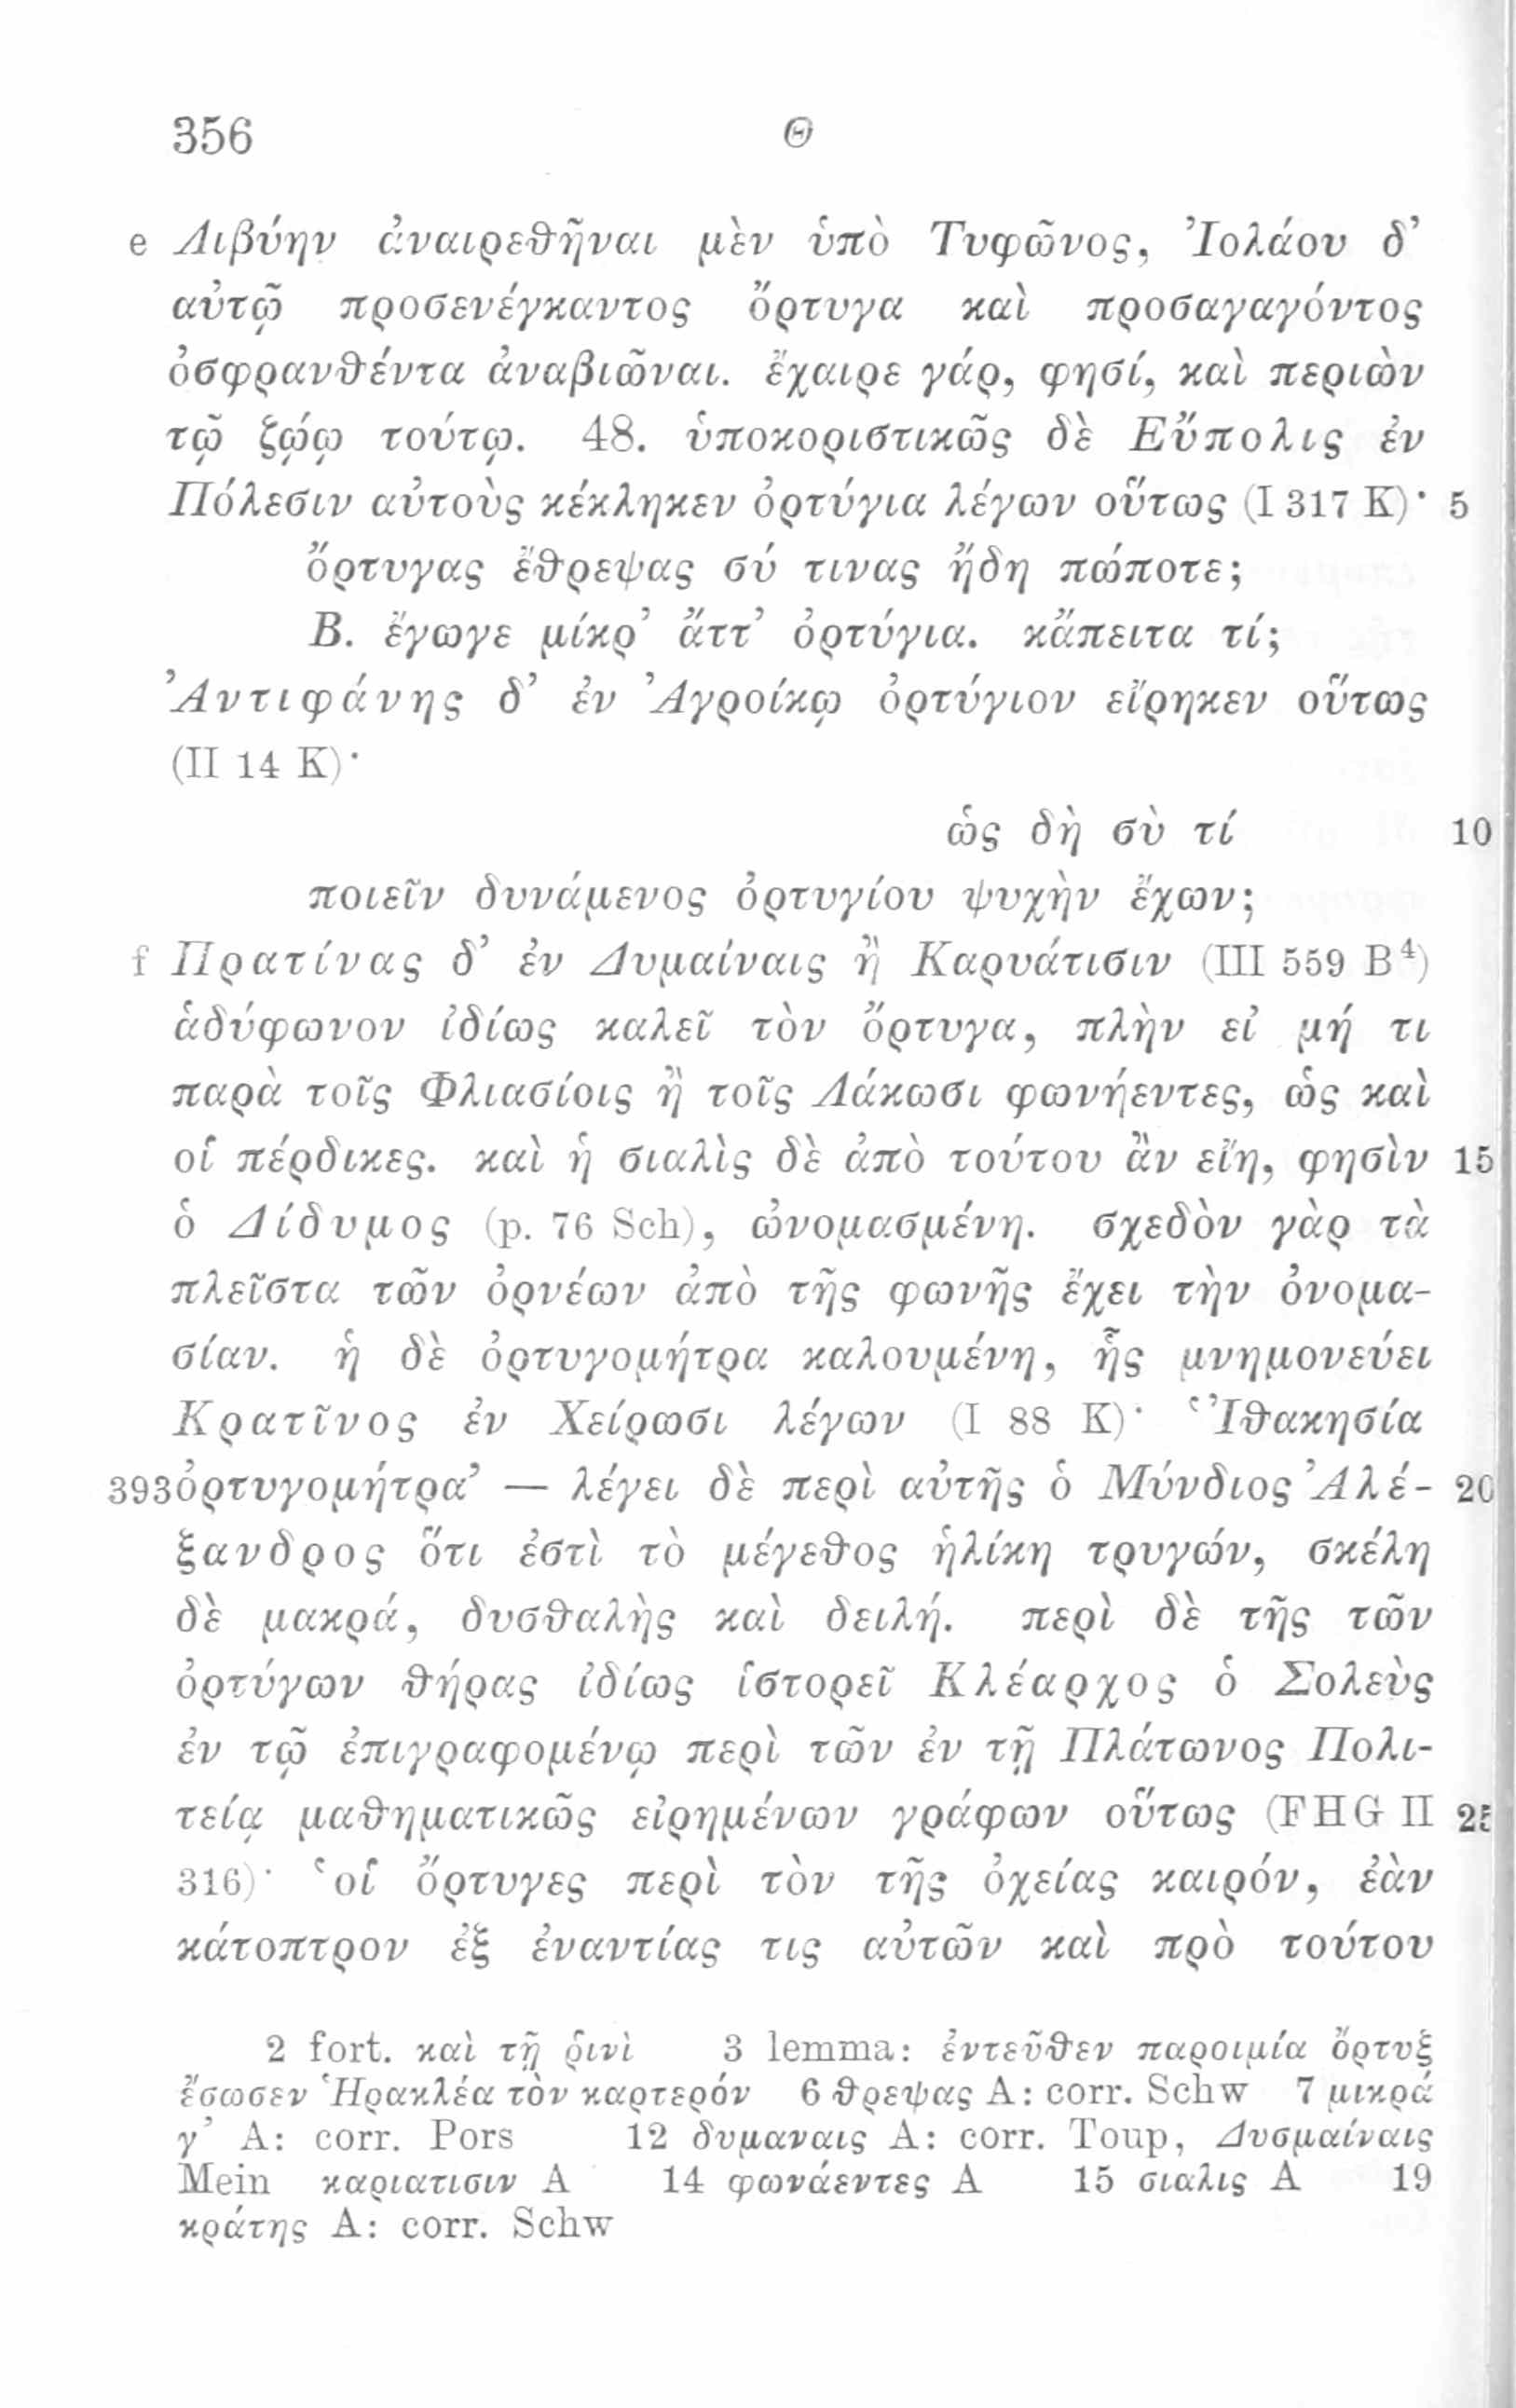 356 Θ
e Λιβύην ἀναιρεθῆναι μὲν ὑπὸ Τυφῶνος, Ἰολάου δ’
αὐτῷ προσενέγκαντος ὄρτυγα καὶ προσαγαγόντος
ὀσφρανθέντα ἀναβιῶναι. ἔχαιρε γάρ, φησί, καὶ περιὼν
τῷ ζῴῳ τούτῳ. 48. ὑποκοριστικῶς δὲ Εὔπολις ἐν
Πόλεσιν αὐτοὺς κέκληκεν ὀρτύγια λέγων οὕτως (I 317 K)· 5
ὄρτυγας ἔθρεψας σύ τινας ἤδη πώποτε;
B. ἔγωγε μίκρ’ ἄττ’ ὀρτύγια. κἄπειτα τί;
Ἀντιφάνης δ’ ἐν Ἀγροίκῳ ὀρτύγιον εἴρηκεν οὕτως
(II 14 K)·
ὡς δὴ σὺ τί 10
ποιεῖν δυνάμενος ὀρτυγίου ψυχὴν ἔχων;
f Πρατίνας δ’ ἐν Δυμαίναις ἢ Καρυάτισιν (III 559 B⁴)
ἁδύφωνον ἰδίως καλεῖ τὸν ὄρτυγα, πλὴν εἰ μή τι
παρὰ τοῖς Φλιασίοις ἢ τοῖς Λάκωσι φωνήεντες, ὡς καὶ
οἱ πέρδικες. καὶ ἡ σιαλὶς δὲ ἀπὸ τούτου ἂν εἴη, φησὶν 15
ὁ Δίδυμος (p. 76 Sch), ὠνομασμένη. σχεδὸν γὰρ τὰ
πλεῖστα τῶν ὀρνέων ἀπὸ τῆς φωνῆς ἔχει τὴν ὀνομα-
σίαν. ἡ δὲ ὀρτυγομήτρα καλουμένη, ἧς μνημονεύει
Κρατῖνος ἐν Χείρωσι λέγων (I 88 K)· ‘Ἰθακησία
393 ὀρτυγομήτρα’ — λέγει δὲ περὶ αὐτῆς ὁ Μύνδιος Ἀλέ- 20
ξανδρος ὅτι ἐστὶ τὸ μέγεθος ἡλίκη τρυγών, σκέλη
δὲ μακρά, δυσθαλὴς καὶ δειλή. περὶ δὲ τῆς τῶν
ὀρτύγων θήρας ἰδίως ἱστορεῖ Κλέαρχος ὁ Σολεὺς
ἐν τῷ ἐπιγραφομένῳ περὶ τῶν ἐν τῇ Πλάτωνος Πολι-
τείᾳ μαθηματικῶς εἰρημένων γράφων οὕτως (FHG II 25
316)· ‘οἱ ὄρτυγες περὶ τὸν τῆς ὀχείας καιρόν, ἐὰν
κάτοπτρον ἐξ ἐναντίας τις αὐτῶν καὶ πρὸ τούτου
2 fort. καὶ τῇ ῥινὶ 3 lemma: ἐντεῦθεν παροιμία ὄρτυξ
ἔσωσεν Ἡρακλέα τὸν καρτερόν 6 θρεψας A: corr. Schw 7 μικρά
γ’ A: corr. Pors 12 δυμαναις A: corr. Toup, Δυσμαίναις
Mein καριατισιν A 14 φωνάεντες A 15 σιαλις A 19
κράτης A: corr. Schw